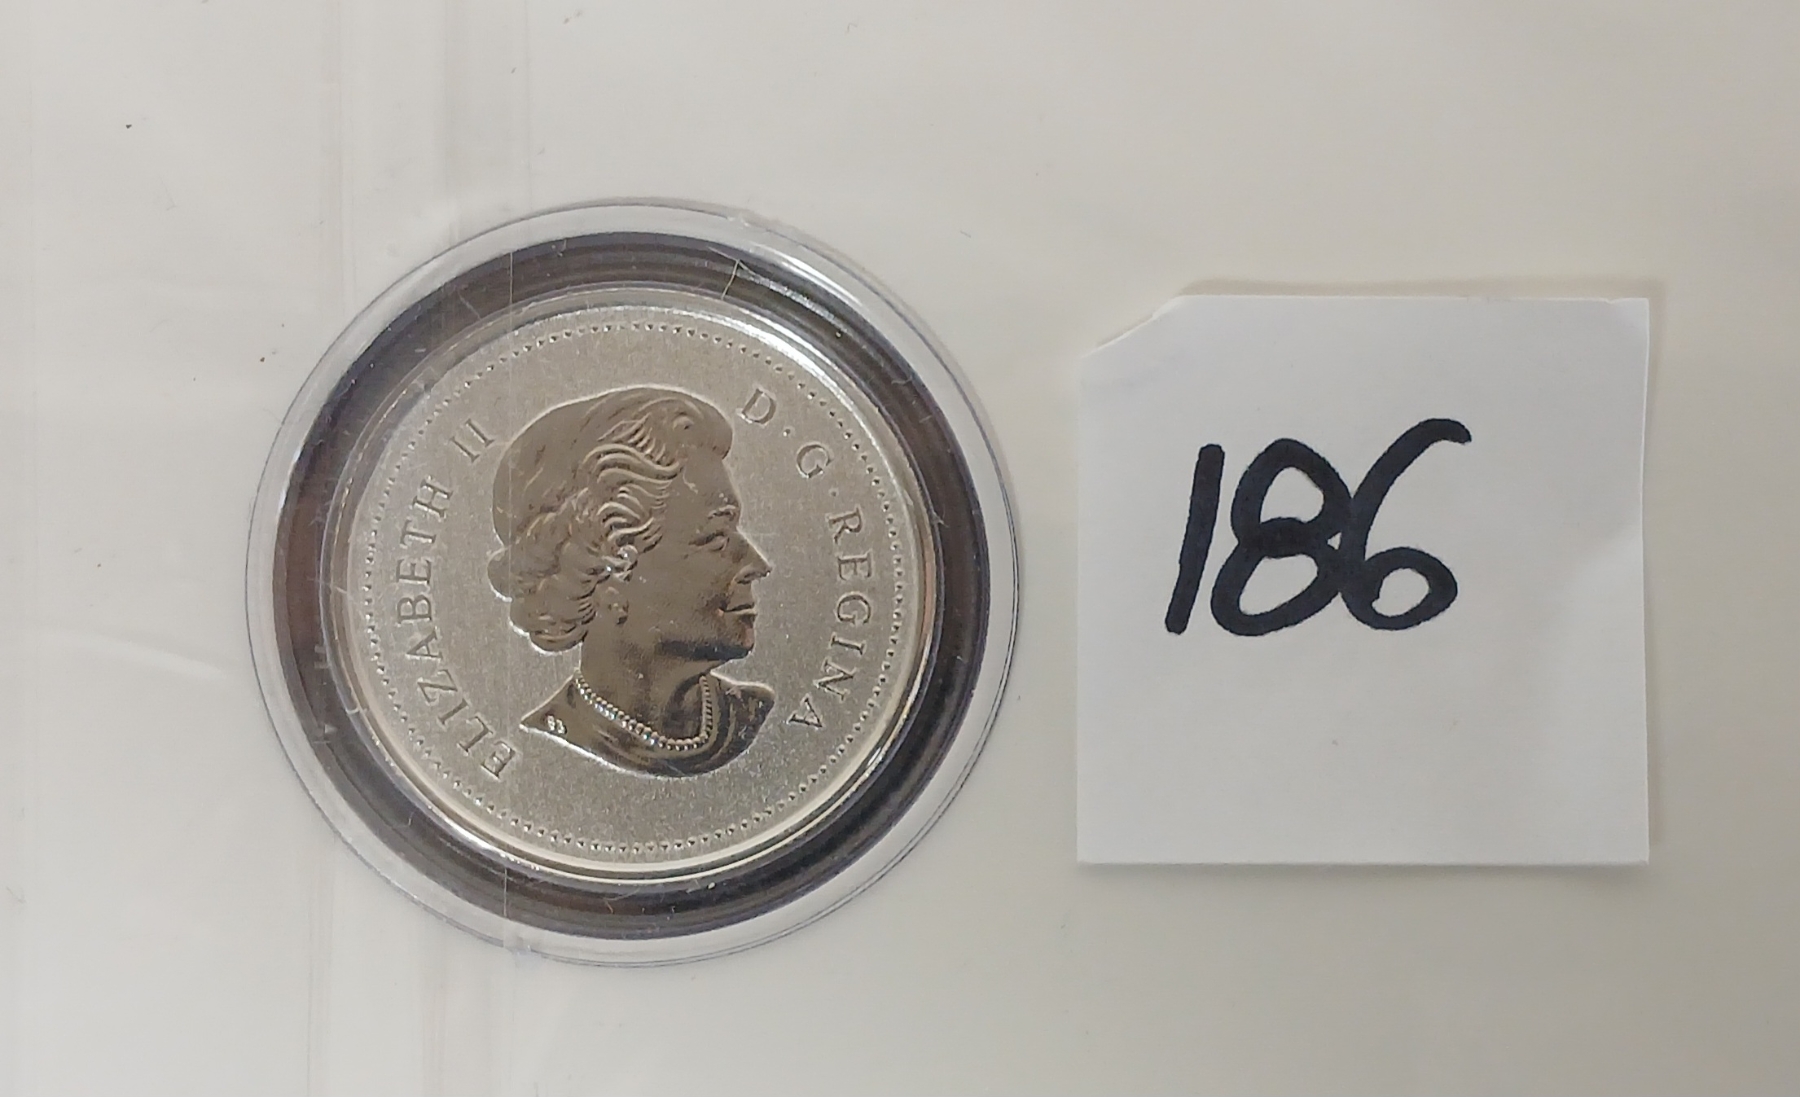 ELIZABETH II D·G·REGINA
186